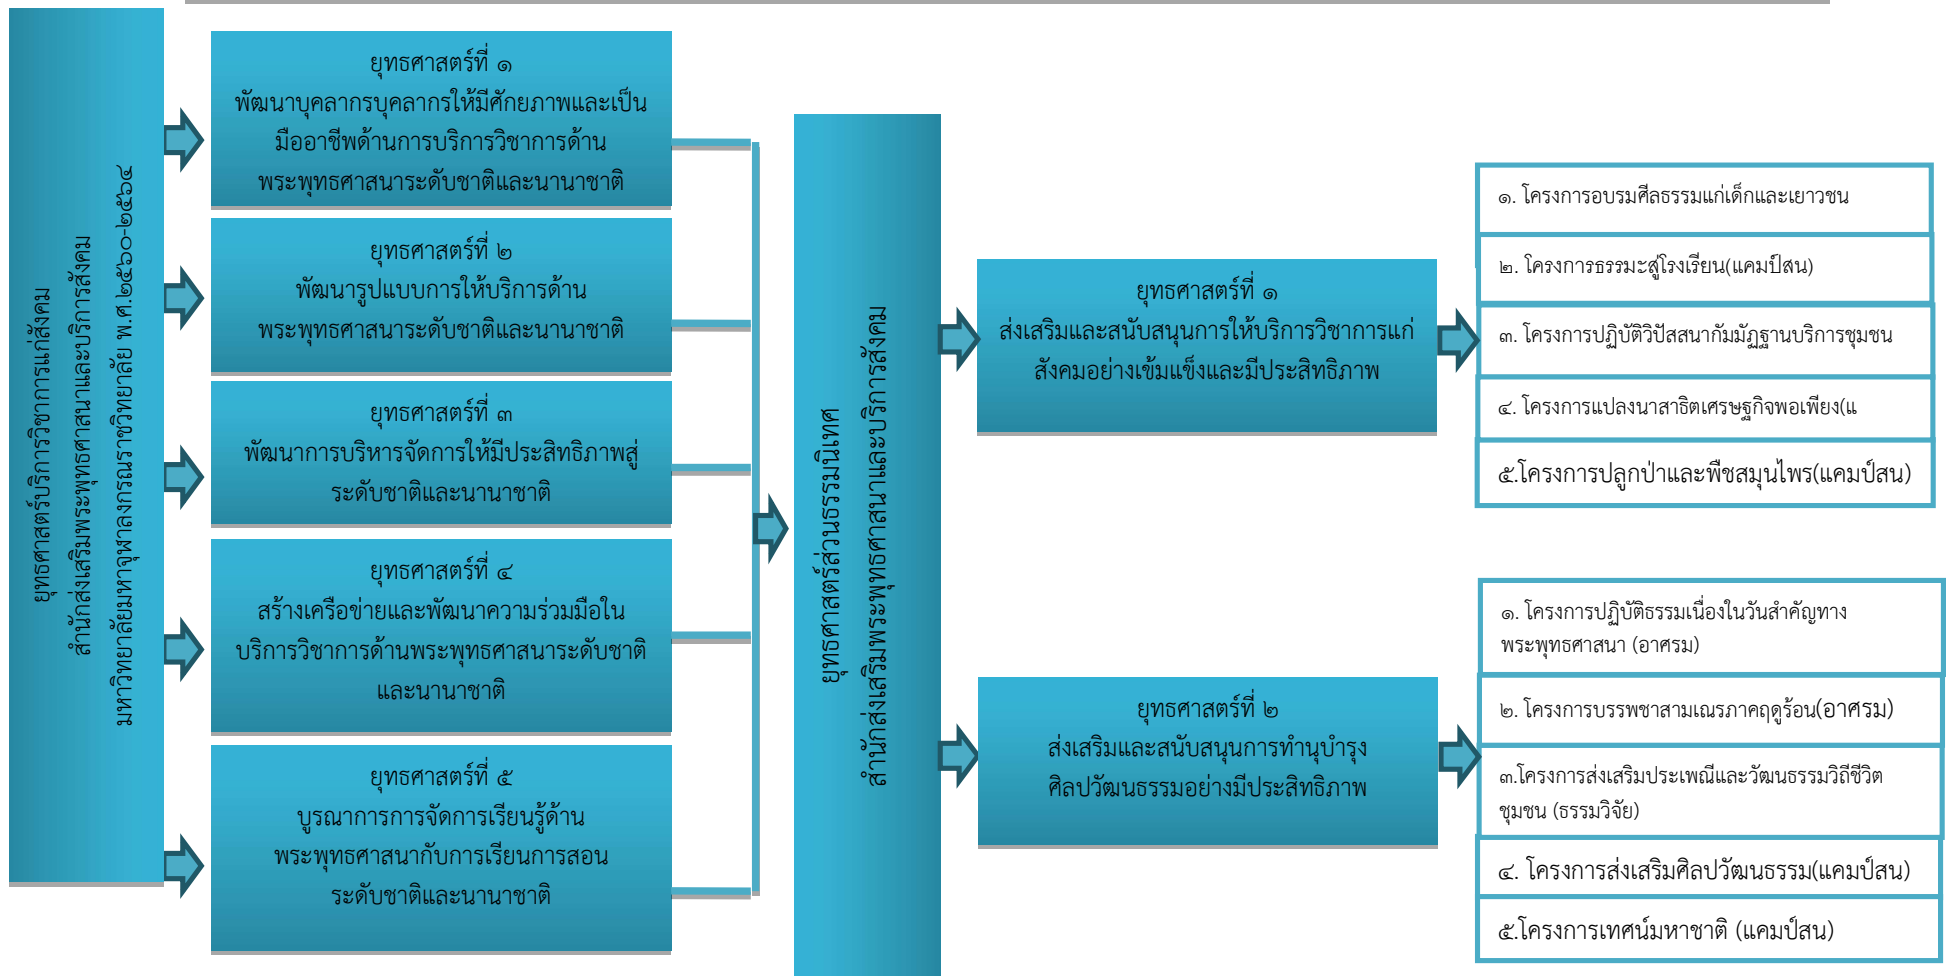 ยุทธศาสตร์บริการวิชาการแก่สังคม
สำนักส่งเสริมพระพุทธศาสนาและบริการสังคม
มหาวิทยาลัยมหาจุฬาลงกรณราชวิทยาลัย พ.ศ.๒๕๖๐-๒๕๖๔
ยุทธศาสตร์ที่ ๑
พัฒนาบุคลากรบุคลากรให้มีศักยภาพและเป็น
มืออาชีพด้านการบริการวิชาการด้าน
พระพุทธศาสนาระดับชาติและนานาชาติ
ยุทธศาสตร์ที่ ๒
พัฒนารูปแบบการให้บริการด้าน
พระพุทธศาสนาระดับชาติและนานาชาติ
ยุทธศาสตร์ที่ ๓
พัฒนาการบริหารจัดการให้มีประสิทธิภาพสู่
ระดับชาติและนานาชาติ
ยุทธศาสตร์ที่ ๔
สร้างเครือข่ายและพัฒนาความร่วมมือใน
บริการวิชาการด้านพระพุทธศาสนาระดับชาติ
และนานาชาติ
ยุทธศาสตร์ที่ ๕
บูรณาการการจัดการเรียนรู้ด้าน
พระพุทธศาสนากับการเรียนการสอน
ระดับชาติและนานาชาติ
ยุทธศาสตร์ส่วนธรรมนิเทศ
สำนักส่งเสริมพระพุทธศาสนาและบริการสังคม
ยุทธศาสตร์ที่ ๑
ส่งเสริมและสนับสนุนการให้บริการวิชาการแก่
สังคมอย่างเข้มแข็งและมีประสิทธิภาพ
๑. โครงการอบรมศีลธรรมแก่เด็กและเยาวชน
๒. โครงการธรรมะสู่โรงเรียน(แคมป์สน)
๓. โครงการปฏิบัติวิปัสสนากัมมัฏฐานบริการชุมชน
๔. โครงการแปลงนาสาธิตเศรษฐกิจพอเพียง(แ
๕.โครงการปลูกป่าและพืชสมุนไพร(แคมป์สน)
ยุทธศาสตร์ที่ ๒
ส่งเสริมและสนับสนุนการทำนุบำรุง
ศิลปวัฒนธรรมอย่างมีประสิทธิภาพ
๑. โครงการปฏิบัติธรรมเนื่องในวันสำคัญทาง
พระพุทธศาสนา (อาศรม)
๒. โครงการบรรพชาสามเณรภาคฤดูร้อน(อาศรม)
๓.โครงการส่งเสริมประเพณีและวัฒนธรรมวิถีชีวิต
ชุมชน (ธรรมวิจัย)
๔. โครงการส่งเสริมศิลปวัฒนธรรม(แคมป์สน)
๕.โครงการเทศน์มหาชาติ (แคมป์สน)